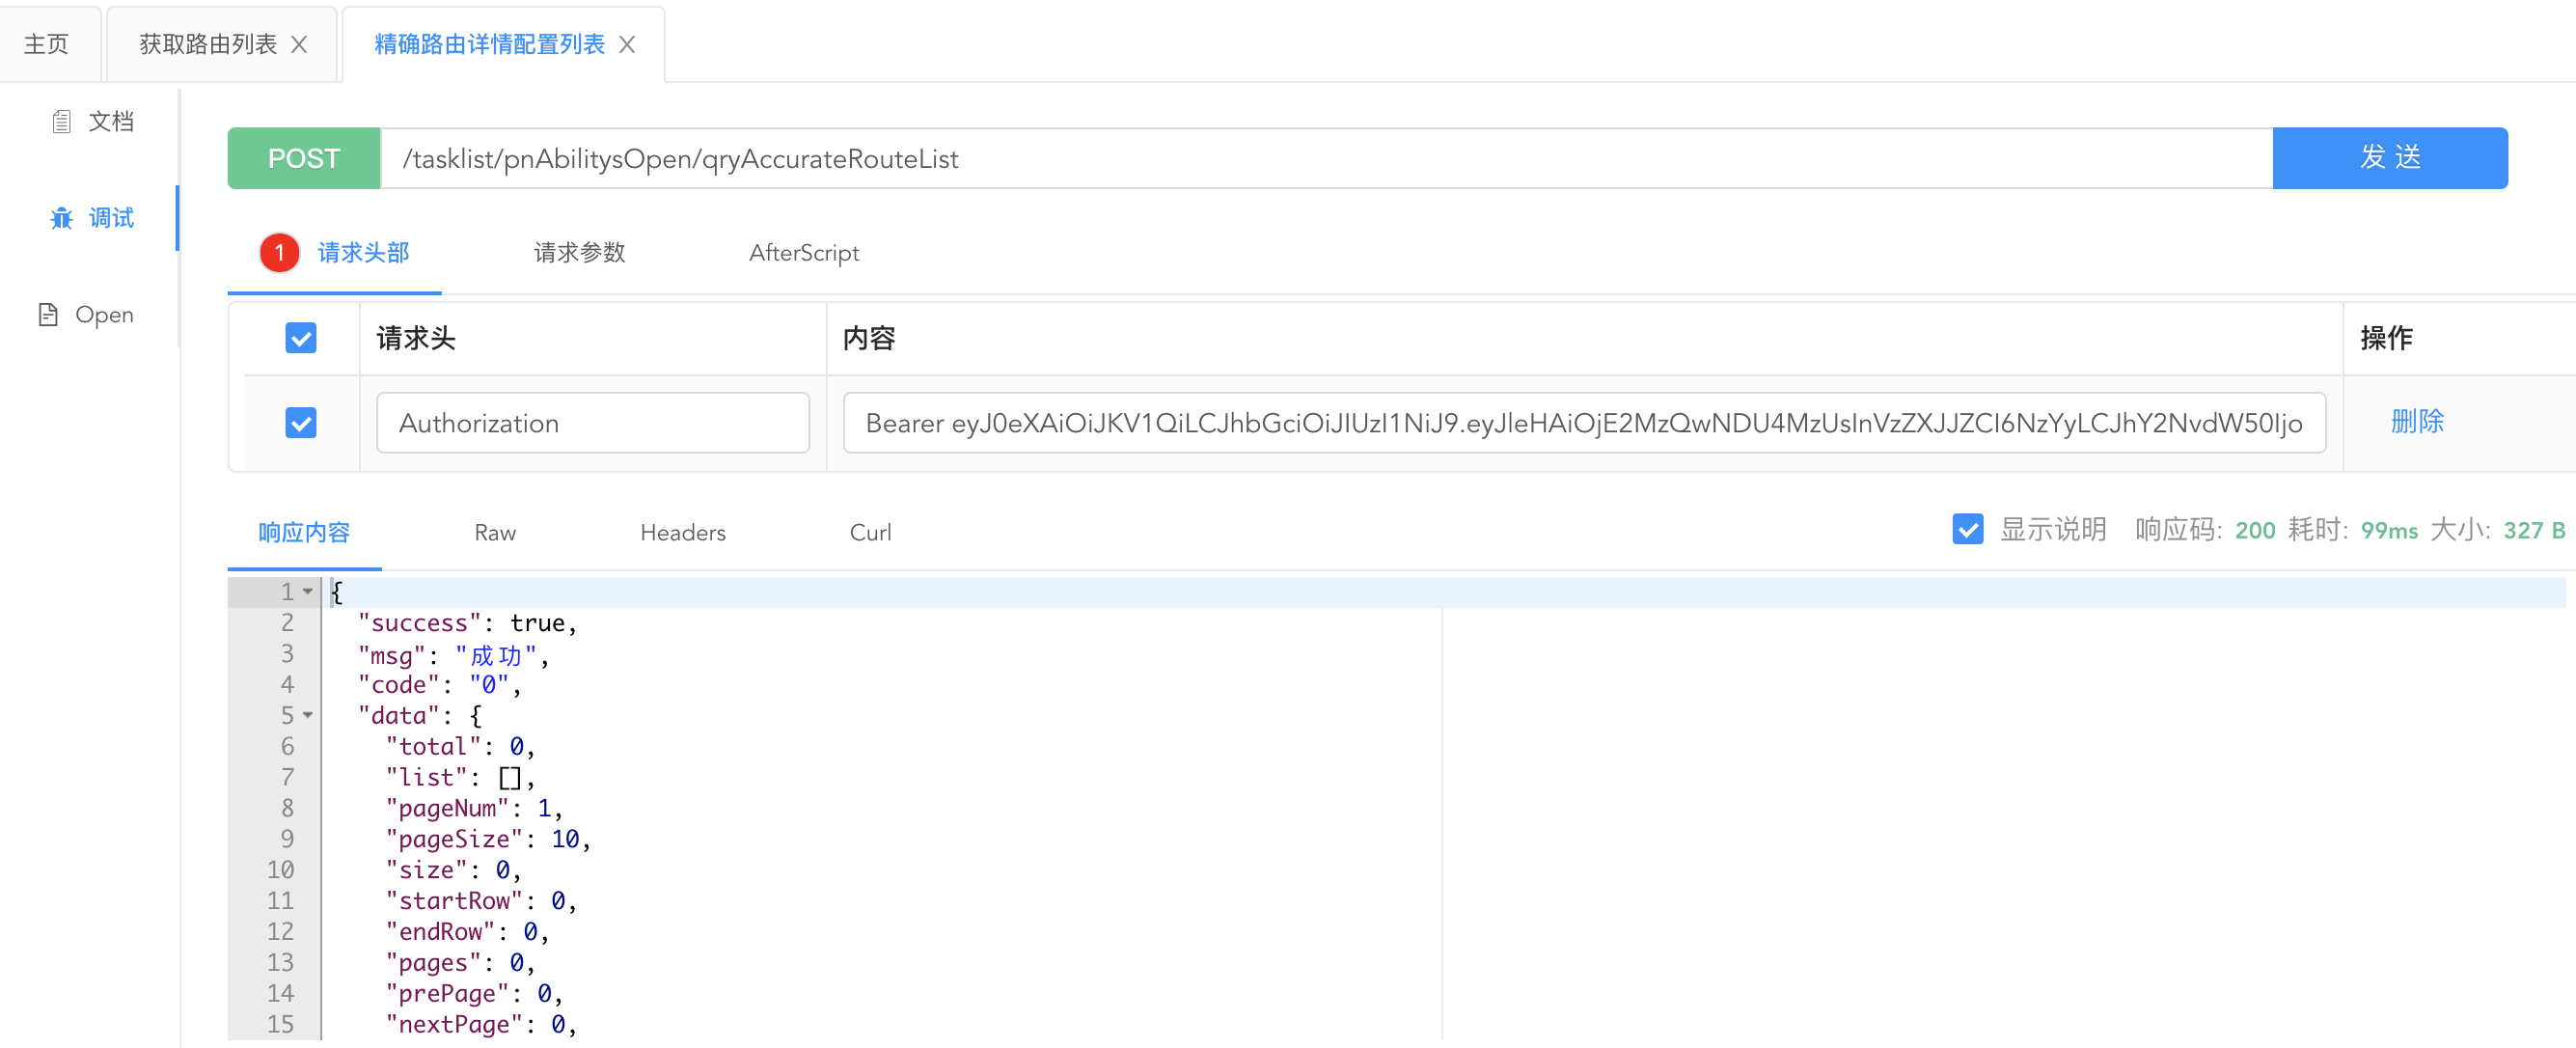 主页 获取路由列表 精确路由详情配置列表
文档
调试
Open
POST /tasklist/pnAbilitysOpen/qryAccurateRouteList 发 送
1 请求头部 请求参数 AfterScript
请求头 内容 操作
Authorization Bearer eyJ0eXAiOiJKV1QiLCJhbGciOiJIUzI1NiJ9.eyJleHAiOjE2MzQwNDU4MzUsInVzZXJJZCI6NzYyLCJhY2NvdW50Ijo 删除
响应内容 Raw Headers Curl 显示说明 响应码: 200 耗时: 99ms 大小: 327 B
1 {
2 "success": true,
3 "msg": "成功",
4 "code": "0",
5 "data": {
6 "total": 0,
7 "list": [],
8 "pageNum": 1,
9 "pageSize": 10,
10 "size": 0,
11 "startRow": 0,
12 "endRow": 0,
13 "pages": 0,
14 "prePage": 0,
15 "nextPage": 0,